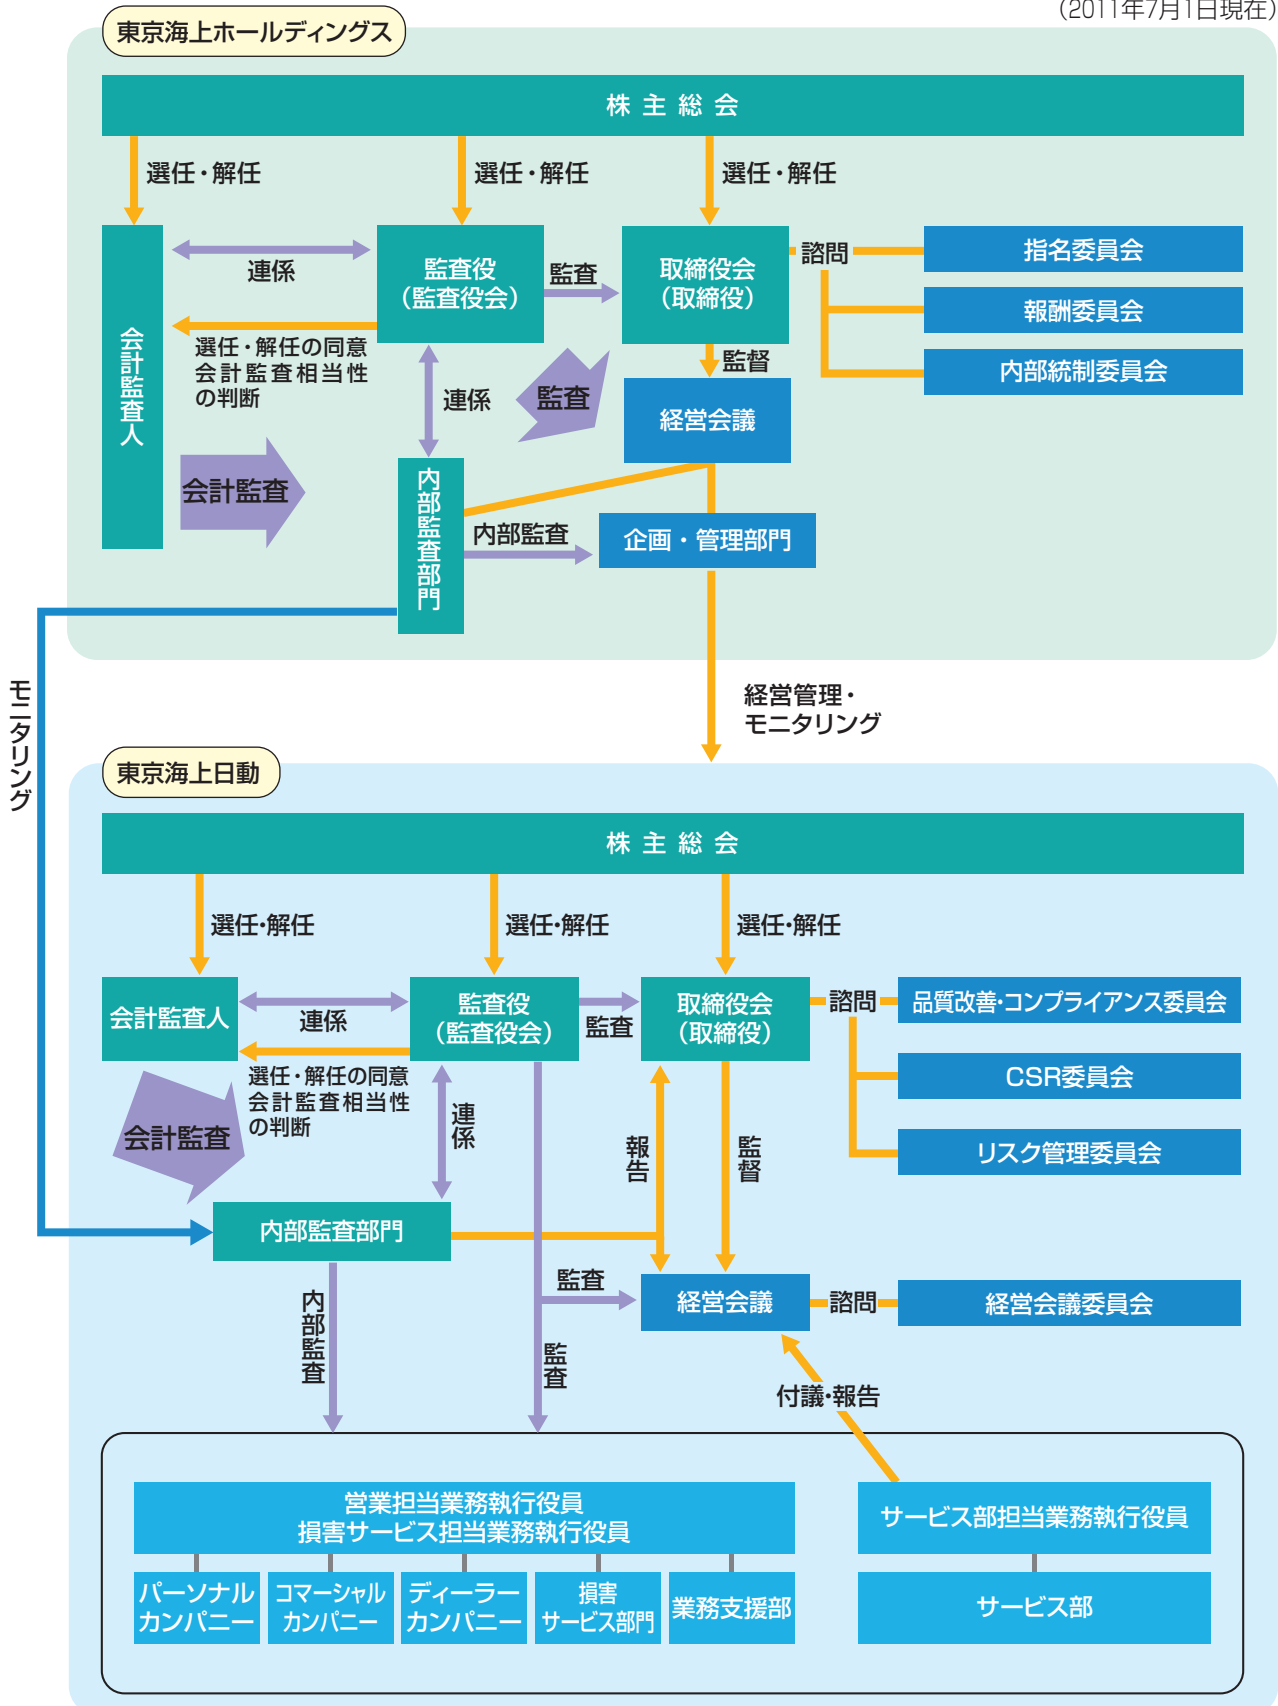 (2011年7月1日現在)
東京海上ホールディングス
株主総会
選任・解任
選任・解任
選任・解任
会計監査人
連係
監査役
(監査役会)
監査
取締役会
(取締役)
諮問
指名委員会
報酬委員会
内部統制委員会
選任・解任の同意
会計監査相当性
の判断
連係
監査
監督
経営会議
会計監査
内部監査部門
内部監査
企画・管理部門
モニタリング
経営管理・
モニタリング
東京海上日動
株主総会
選任・解任
選任・解任
選任・解任
会計監査人
連係
監査役
(監査役会)
監査
取締役会
(取締役)
諮問
品質改善・コンプライアンス委員会
CSR委員会
リスク管理委員会
選任・解任の同意
会計監査相当性
の判断
会計監査
連係
報告
監督
内部監査部門
監査
経営会議
諮問
経営会議委員会
内部監査
監査
付議・報告
営業担当業務執行役員
損害サービス担当業務執行役員
サービス部担当業務執行役員
パーソナル
カンパニー
コマーシャル
カンパニー
ディーラー
カンパニー
損害
サービス部門
業務支援部
サービス部